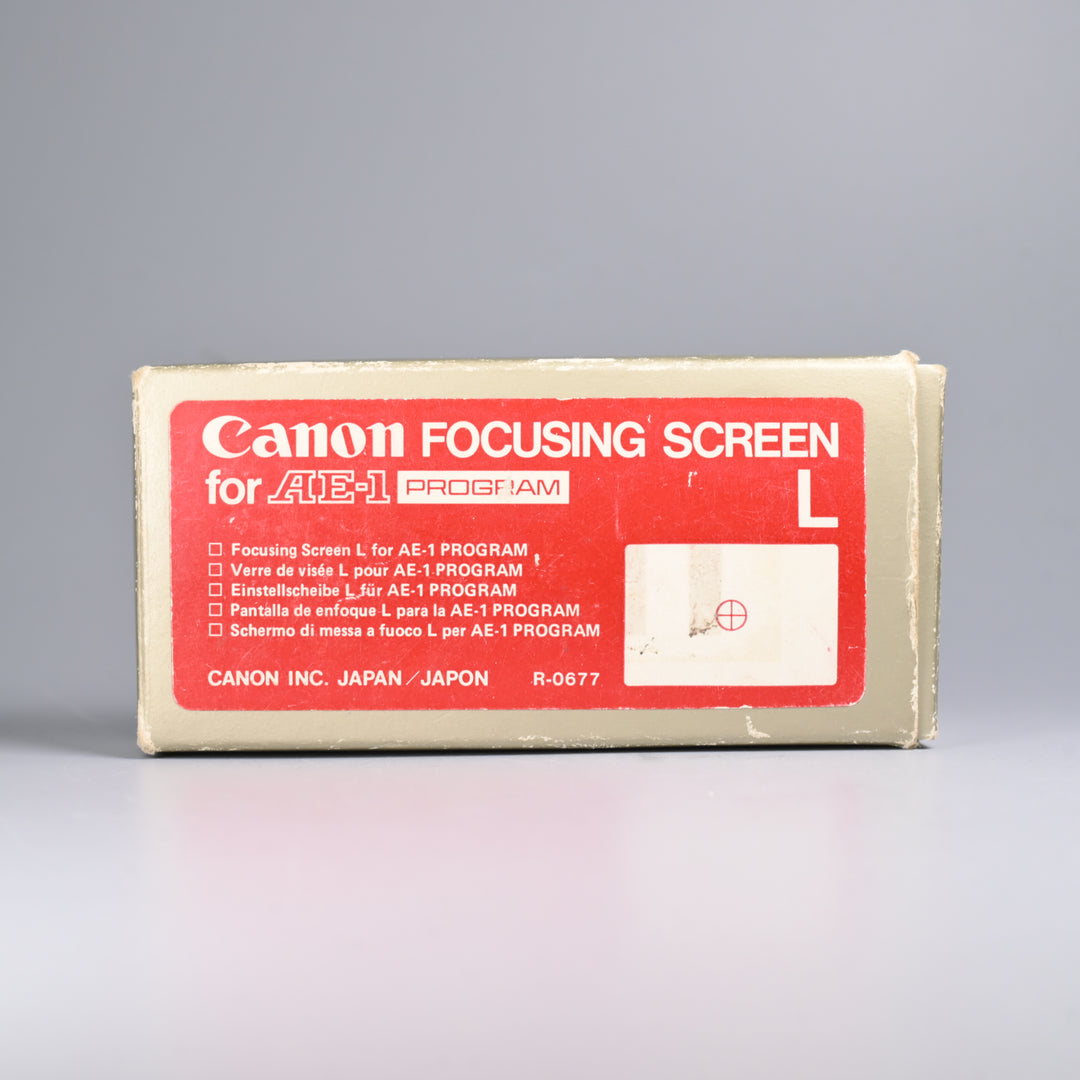 Canon FOCUSING SCREEN
for AE-1 PROGRAM
L
Focusing Screen L for AE-1 PROGRAM
Verre de visée L pour AE-1 PROGRAM
Einstellscheibe L für AE-1 PROGRAM
Pantalla de enfoque L para la AE-1 PROGRAM
Schermo di messa a fuoco L per AE-1 PROGRAM
CANON INC. JAPAN/JAPON R-0677